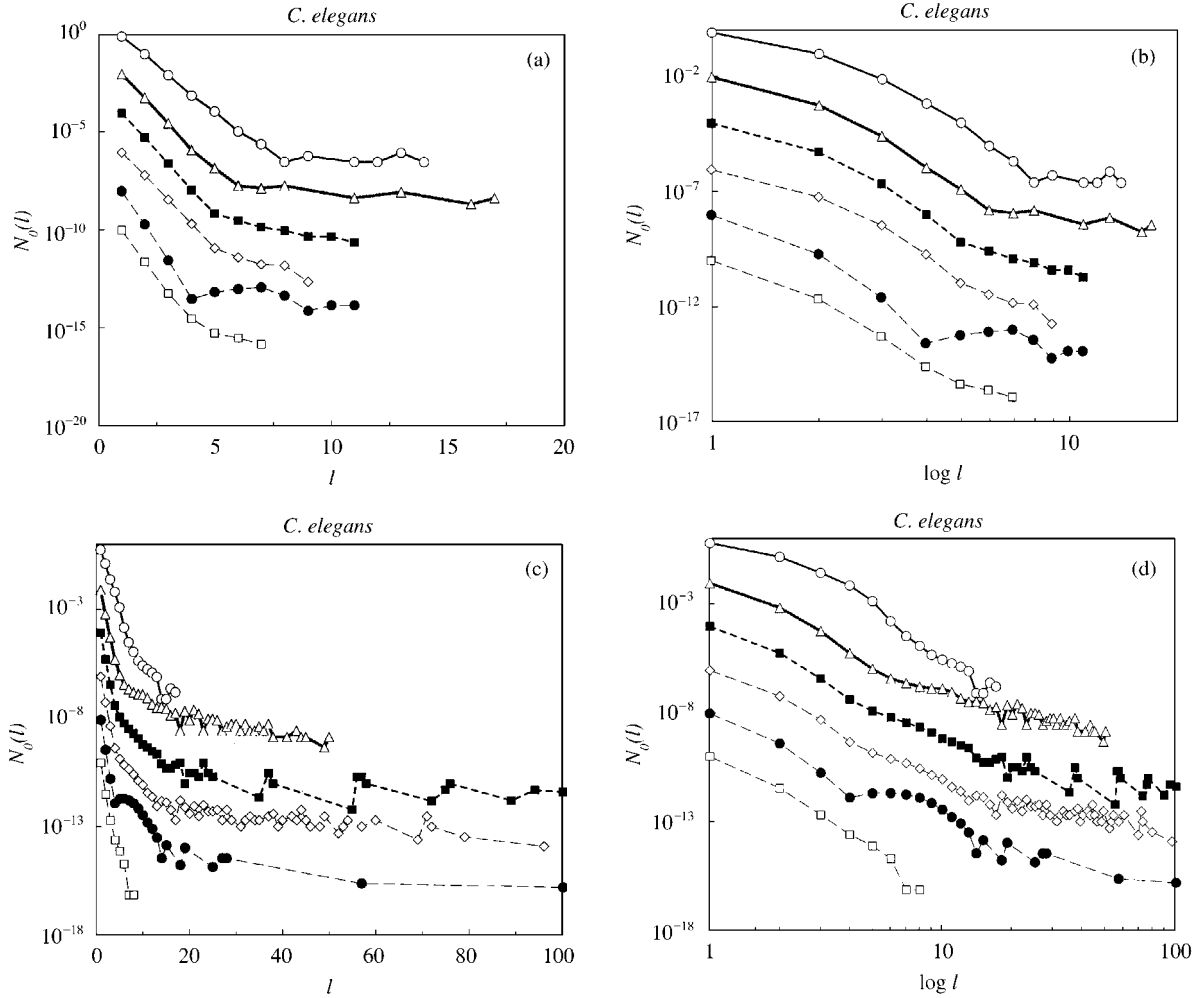 C. elegans
(a)
10^0
10^-5
10^-10
10^-15
10^-20
N_0(l)
0 5 10 15 20
l
C. elegans
(b)
10^-2
10^-7
10^-12
10^-17
N_0(l)
1 10
log l
C. elegans
(c)
10^-3
10^-8
10^-13
10^-18
N_0(l)
0 20 40 60 80 100
l
C. elegans
(d)
10^-3
10^-8
10^-13
10^-18
N_0(l)
1 10 100
log l